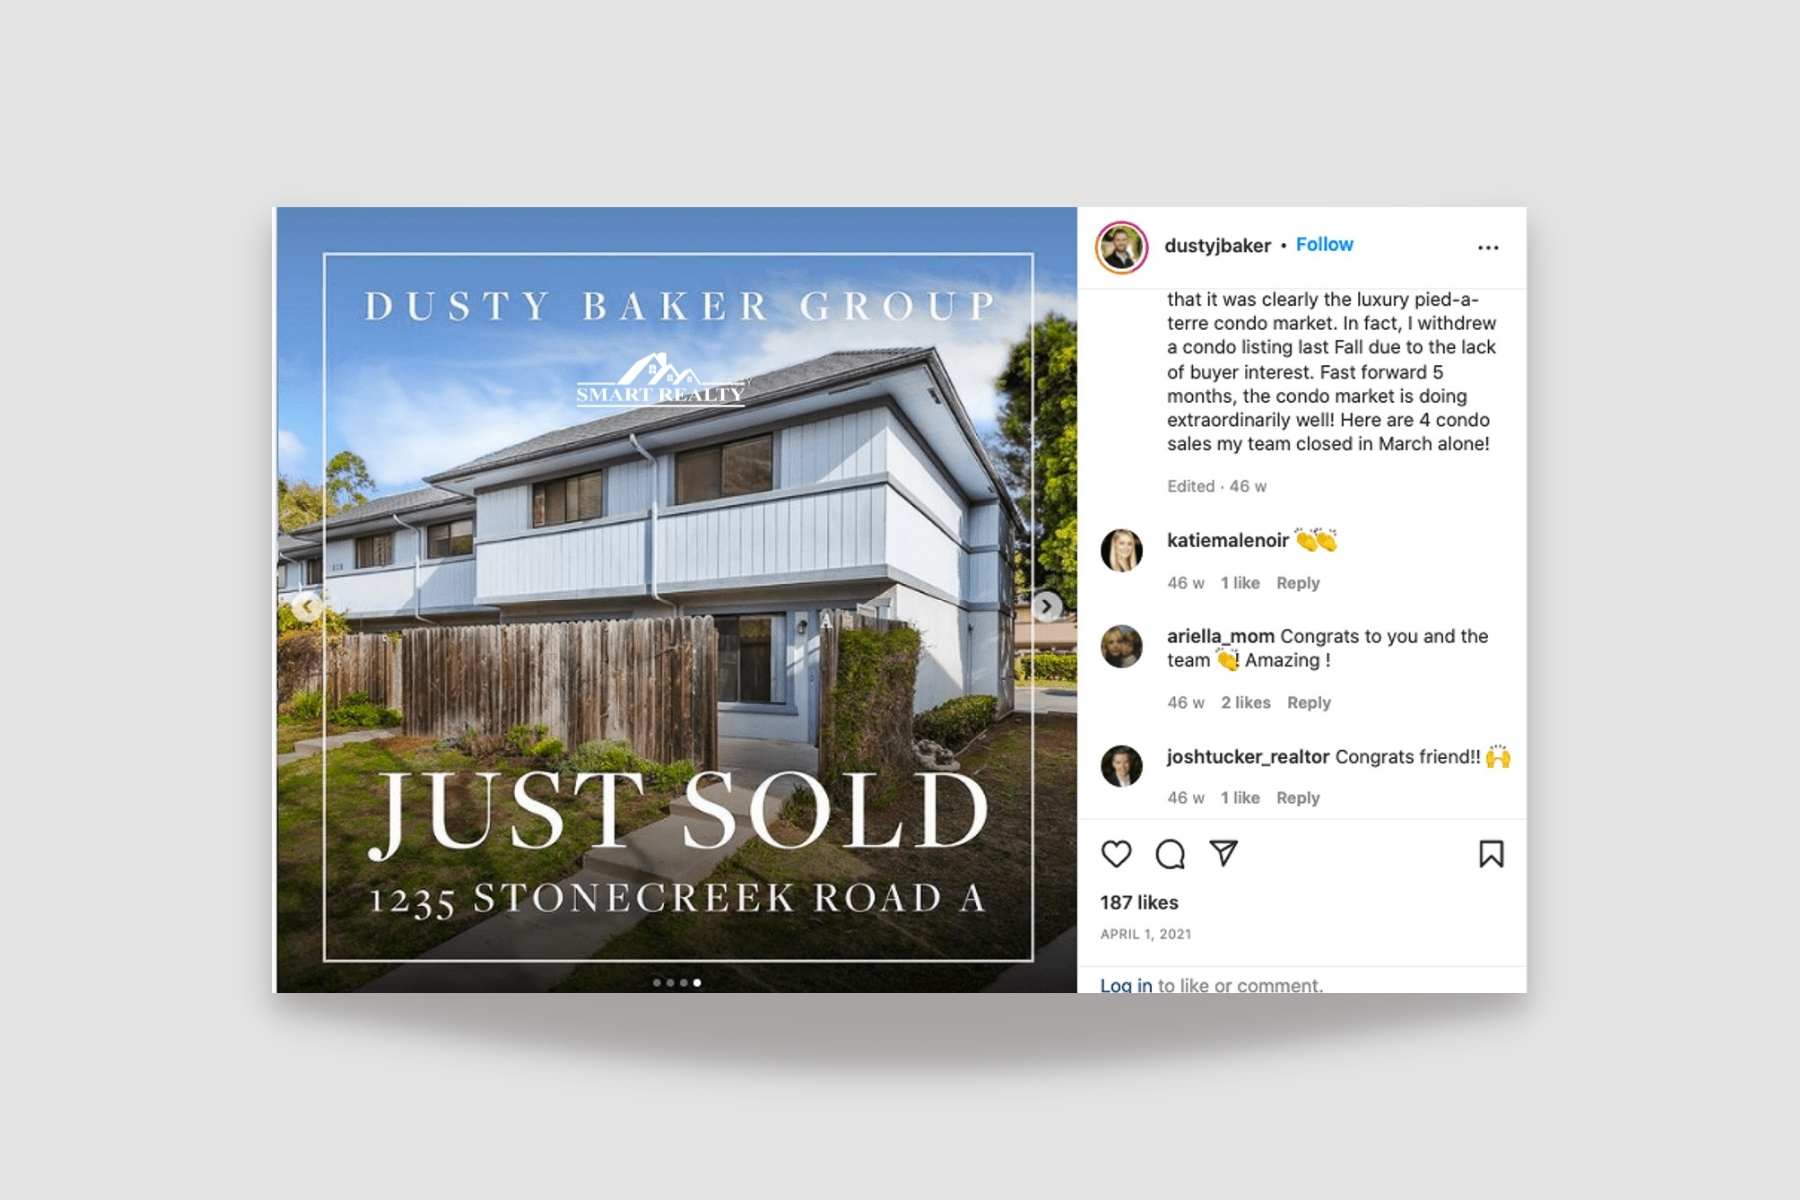 DUSTY BAKER GROUP
SMART REALTY
A
JUST SOLD
1235 STONECREEK ROAD A
dustyjbaker • Follow
that it was clearly the luxury pied-a-
terre condo market. In fact, I withdrew
a condo listing last Fall due to the lack
of buyer interest. Fast forward 5
months, the condo market is doing
extraordinarily well! Here are 4 condo
sales my team closed in March alone!
Edited · 46 w
katiemalenoir 👏👏
46 w 1 like Reply
ariella_mom Congrats to you and the
team 👏! Amazing !
46 w 2 likes Reply
joshtucker_realtor Congrats friend!! 🙌
46 w 1 like Reply
187 likes
APRIL 1, 2021
Log in to like or comment.